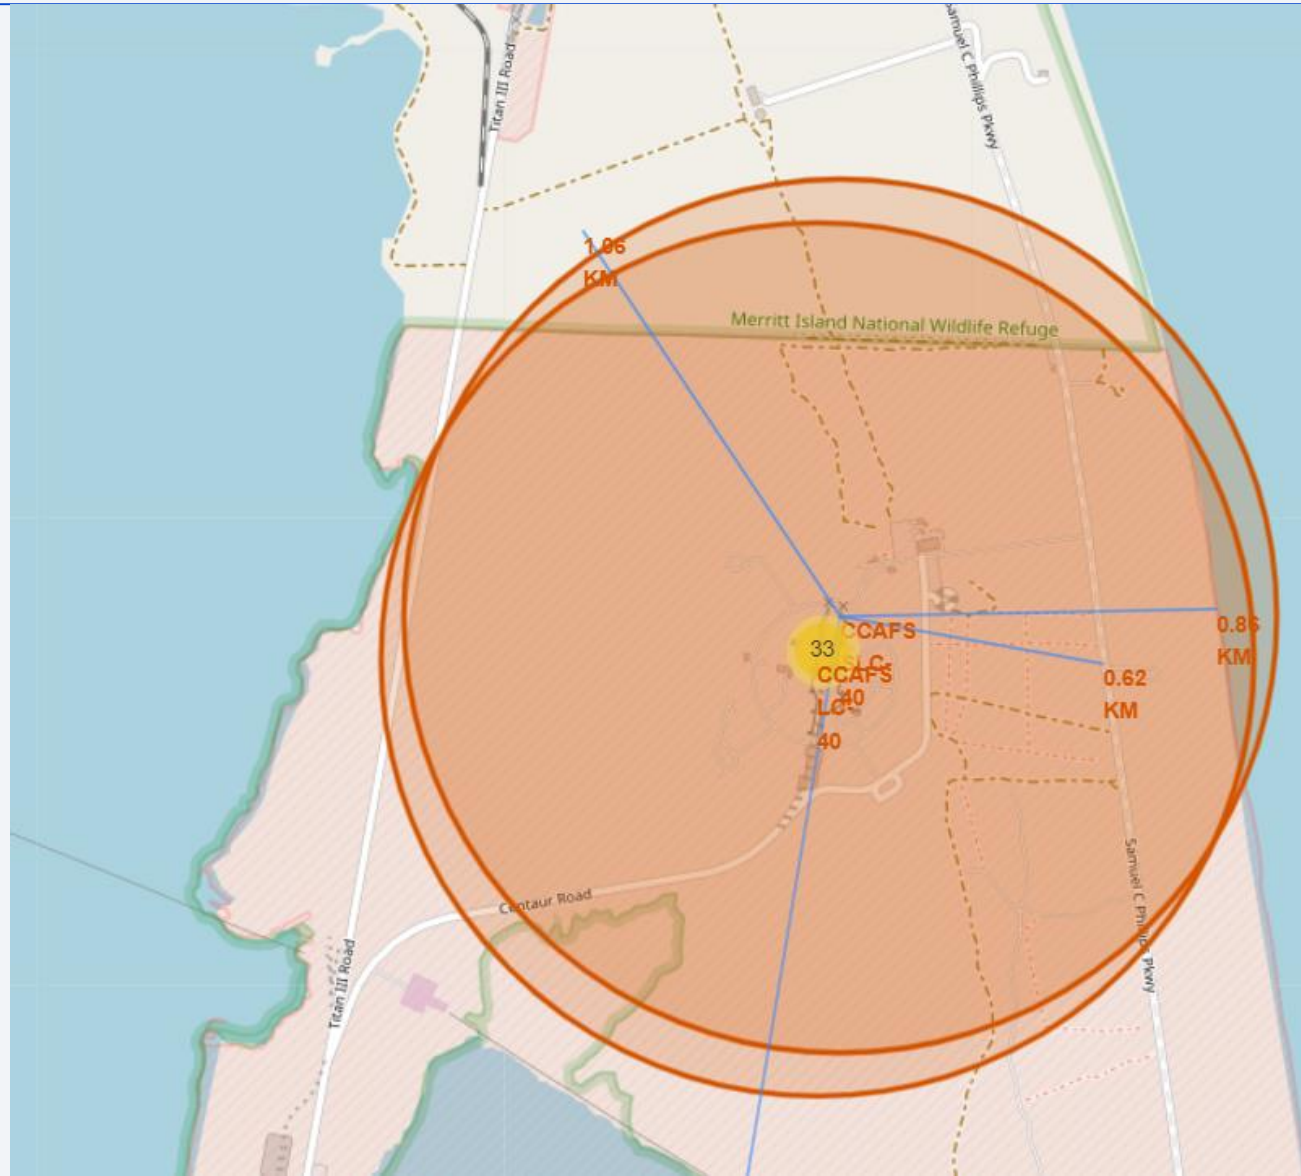 Titan III Road
Samuel C Phillips Pkwy
1.06
KM
Merritt Island National Wildlife Refuge
33
CCAFS
SLC-
40
CCAFS
LC-
40
0.86
KM
0.62
KM
Centaur Road
Samuel C Phillips Pkwy
Titan III Road